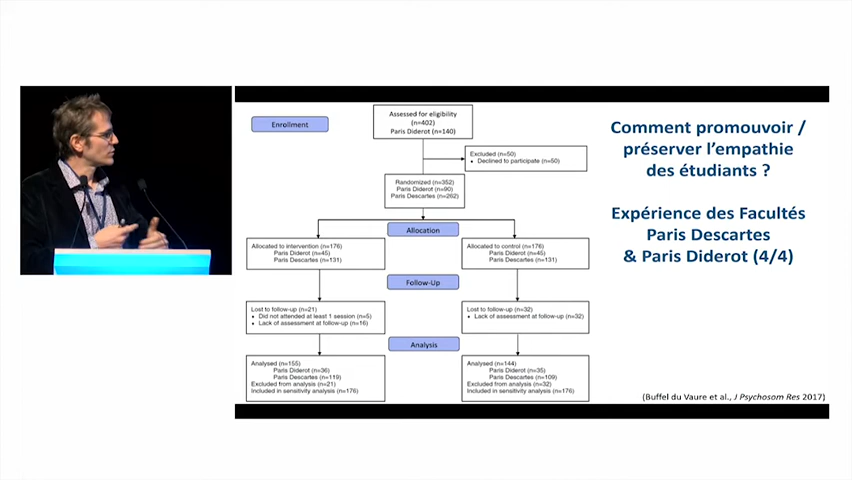 Enrollment
Assessed for eligibility
(n=402)
Paris Diderot (n=140)
Excluded (n=50)
• Declined to participate (n=50)
Randomized (n=352)
Paris Diderot (n=90)
Paris Descartes (n=262)
Allocation
Allocated to intervention (n=176)
Paris Diderot (n=45)
Paris Descartes (n=131)
Allocated to control (n=176)
Paris Diderot (n=45)
Paris Descartes (n=131)
Follow-Up
Lost to follow-up (n=21)
• Did not attended at least 1 session (n=5)
• Lack of assessment at follow-up (n=16)
Lost to follow-up (n=32)
• Lack of assessment at follow-up (n=32)
Analysis
Analysed (n=155)
Paris Diderot (n=36)
Paris Descartes (n=119)
Excluded from analysis (n=21)
Included in sensitivity analysis (n=176)
Analysed (n=144)
Paris Diderot (n=35)
Paris Descartes (n=109)
Excluded from analysis (n=32)
Included in sensitivity analysis (n=176)
Comment promouvoir /
préserver l’empathie
des étudiants ?
Expérience des Facultés
Paris Descartes
& Paris Diderot (4/4)
(Buffel du Vaure et al., J Psychosom Res 2017)